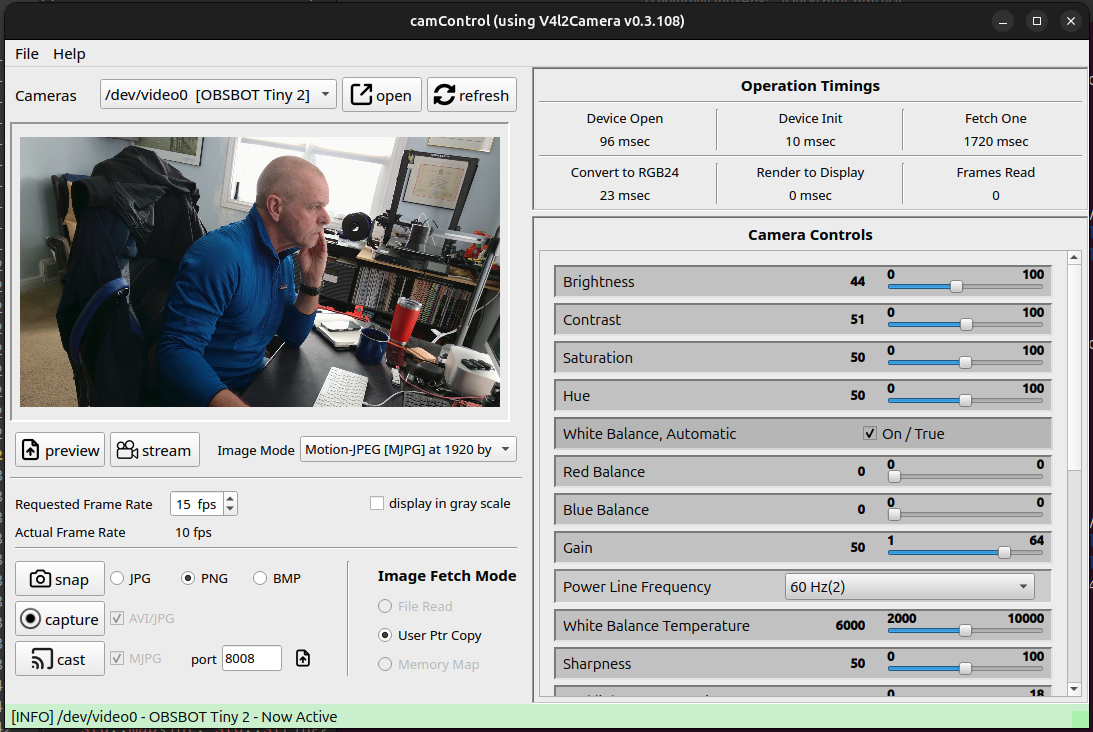 camControl (using V4l2Camera v0.3.108)
File Help
Cameras /dev/video0 [OBSBOT Tiny 2] open refresh
preview stream Image Mode Motion-JPEG [MJPG] at 1920 by
Requested Frame Rate 15 fps display in gray scale
Actual Frame Rate 10 fps
snap JPG PNG BMP
capture AVI/JPG
cast MJPG port 8008
Image Fetch Mode
File Read
User Ptr Copy
Memory Map
Operation Timings
Device Open Device Init Fetch One
96 msec 10 msec 1720 msec
Convert to RGB24 Render to Display Frames Read
23 msec 0 msec 0
Camera Controls
Brightness 44 0 100
Contrast 51 0 100
Saturation 50 0 100
Hue 50 0 100
White Balance, Automatic On / True
Red Balance 0 0 0
Blue Balance 0 0 0
Gain 50 1 64
Power Line Frequency 60 Hz(2)
White Balance Temperature 6000 2000 10000
Sharpness 50 0 100
0 18
[INFO] /dev/video0 - OBSBOT Tiny 2 - Now Active